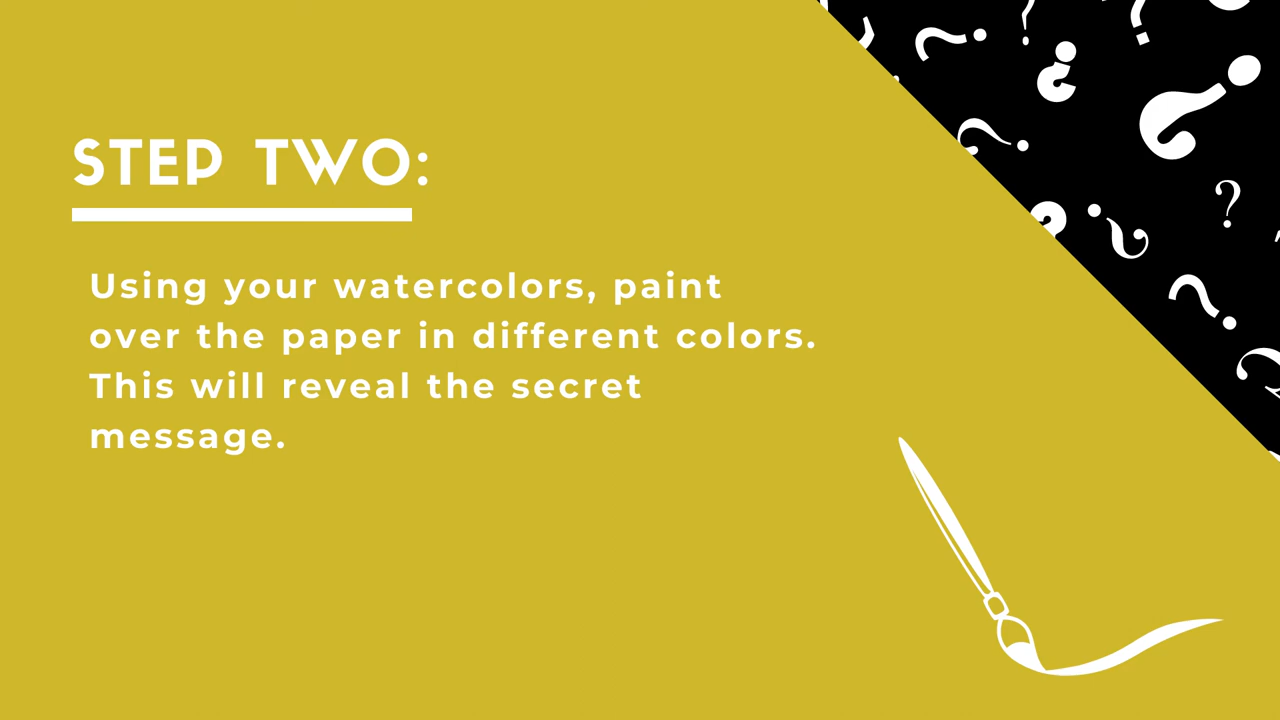 STEP TWO:
Using your watercolors, paint
over the paper in different colors.
This will reveal the secret
message.